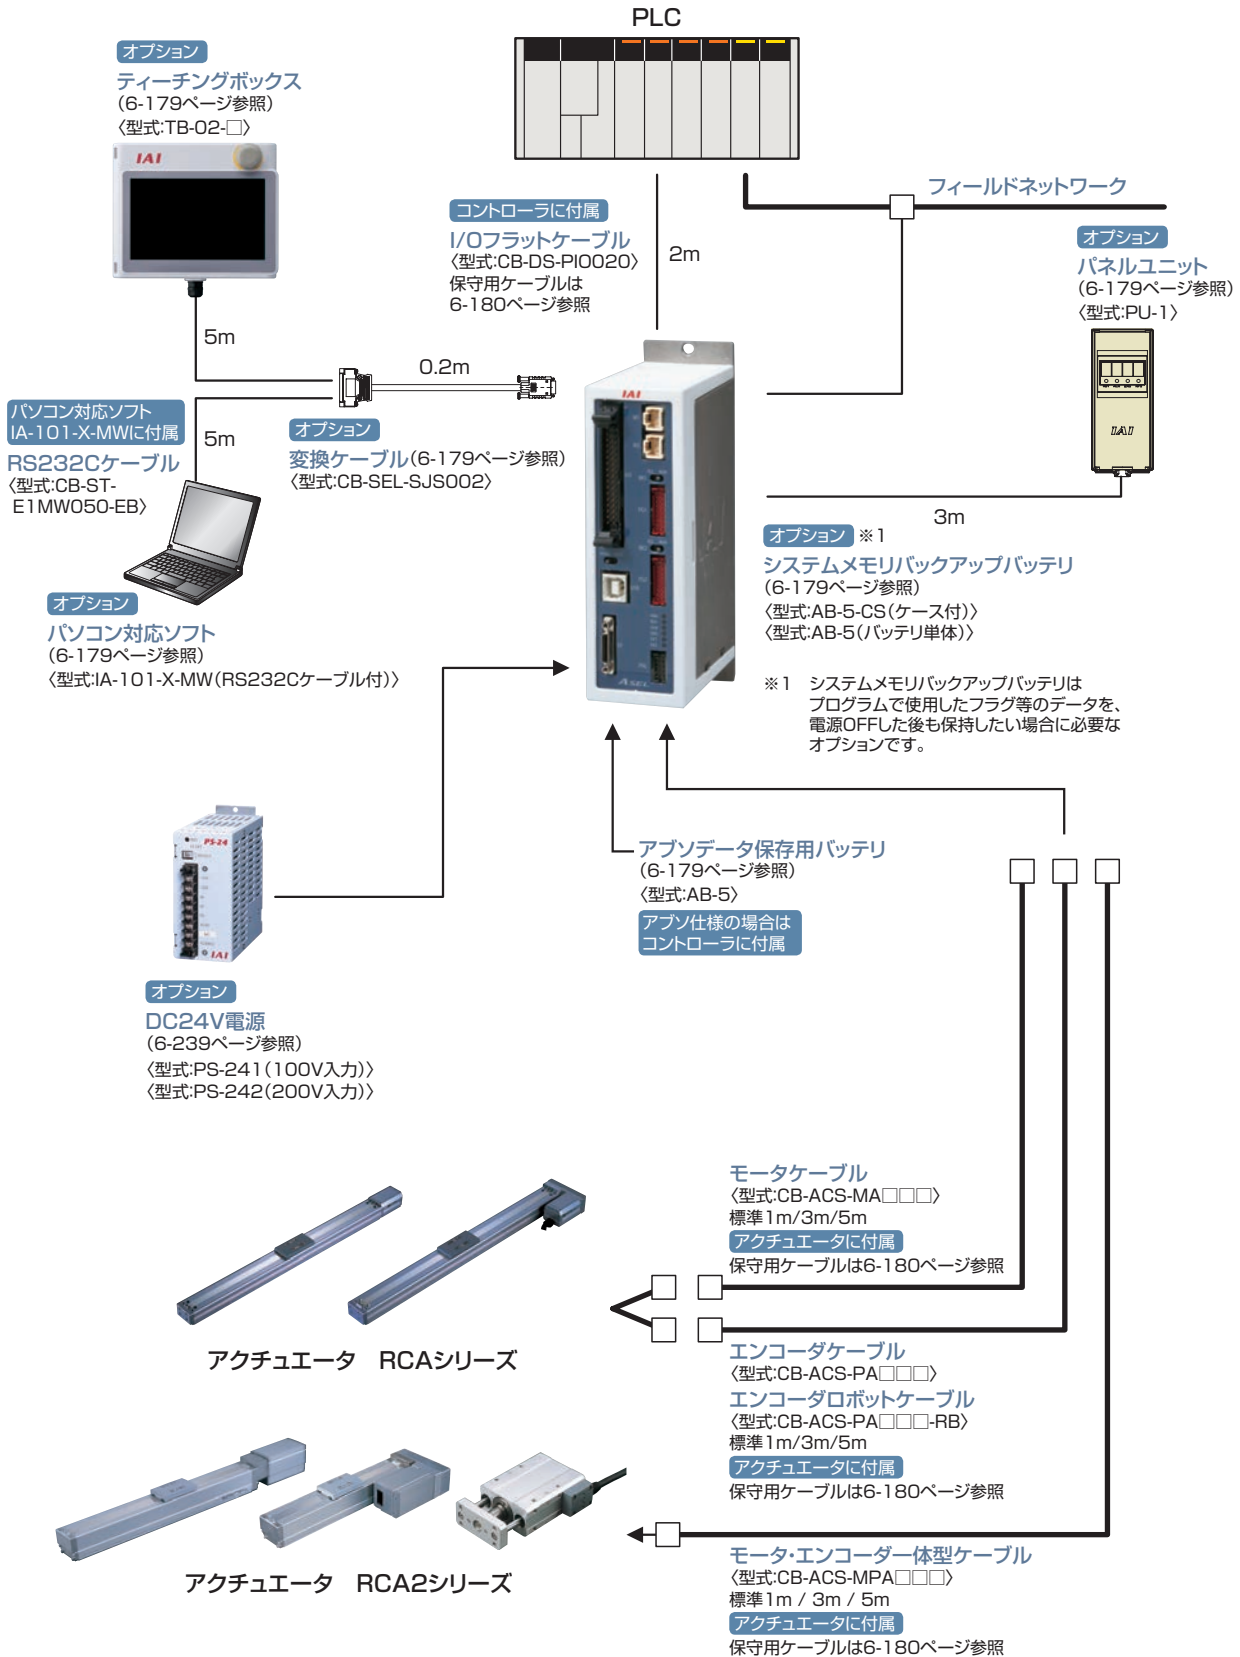 PLC
オプション
ティーチングボックス
(6-179ページ参照)
〈型式:TB-02-□〉
IAI
フィールドネットワーク
コントローラに付属
I/Oフラットケーブル
〈型式:CB-DS-PIO020〉
保守用ケーブルは
6-180ページ参照
2m
オプション
パネルユニット
(6-179ページ参照)
〈型式:PU-1〉
5m
0.2m
IAI
IAI
パソコン対応ソフト
IA-101-X-MWに付属
RS232Cケーブル
〈型式:CB-ST-
E1MW050-EB〉
5m
オプション
変換ケーブル(6-179ページ参照)
〈型式:CB-SEL-SJS002〉
3m
オプション ※1
システムメモリバックアップバッテリ
(6-179ページ参照)
〈型式:AB-5-CS(ケース付)〉
〈型式:AB-5(バッテリ単体)〉
オプション
パソコン対応ソフト
(6-179ページ参照)
〈型式:IA-101-X-MW(RS232Cケーブル付)〉
ASEL
※1 システムメモリバックアップバッテリは
プログラムで使用したフラグ等のデータを、
電源OFFした後も保持したい場合に必要な
オプションです。
PS-24
IAI
アブソデータ保存用バッテリ
(6-179ページ参照)
〈型式:AB-5〉
アブソ仕様の場合は
コントローラに付属
オプション
DC24V電源
(6-239ページ参照)
〈型式:PS-241(100V入力)〉
〈型式:PS-242(200V入力)〉
モータケーブル
〈型式:CB-ACS-MA□□□〉
標準1m/3m/5m
アクチュエータに付属
保守用ケーブルは6-180ページ参照
アクチュエータ RCAシリーズ
エンコーダケーブル
〈型式:CB-ACS-PA□□□〉
エンコーダロボットケーブル
〈型式:CB-ACS-PA□□□-RB〉
標準1m/3m/5m
アクチュエータに付属
保守用ケーブルは6-180ページ参照
アクチュエータ RCA2シリーズ
モータ・エンコーダ一体型ケーブル
〈型式:CB-ACS-MPA□□□〉
標準1m / 3m / 5m
アクチュエータに付属
保守用ケーブルは6-180ページ参照